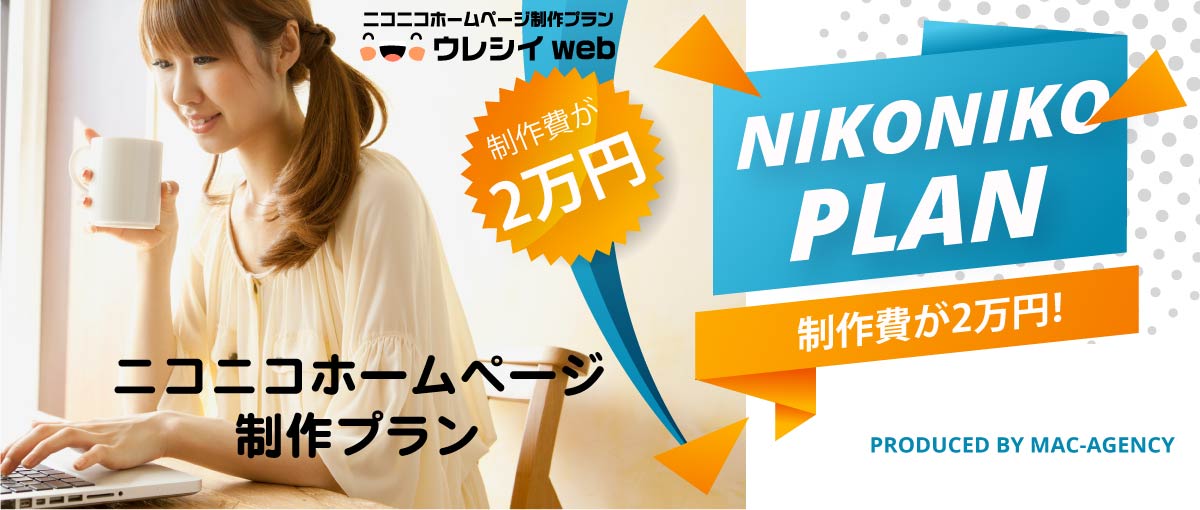 ニコニコホームページ制作プラン
ウレシイ web
制作費が
2万円
NIKONIKO
PLAN
制作費が2万円!
ニコニコホームページ
制作プラン
PRODUCED BY MAC-AGENCY